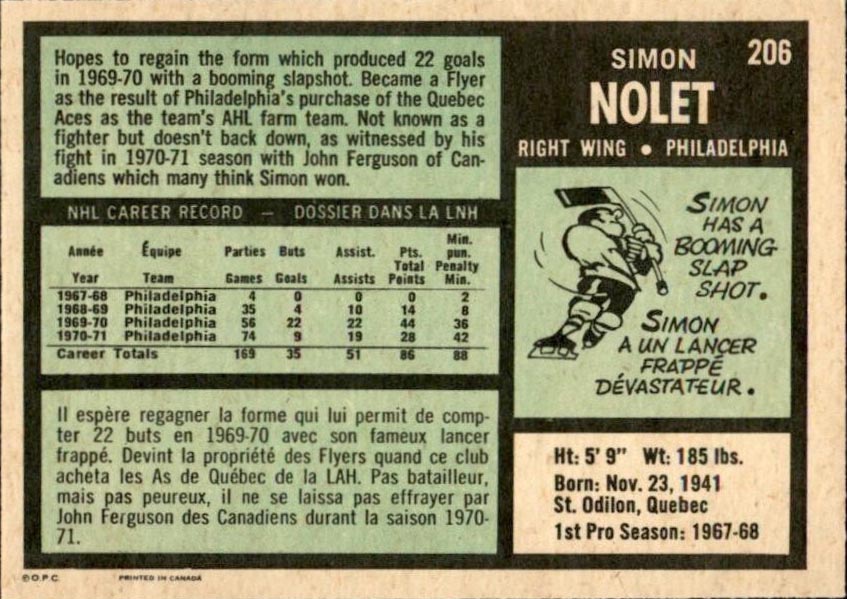 Hopes to regain the form which produced 22 goals
in 1969-70 with a booming slapshot. Became a Flyer
as the result of Philadelphia's purchase of the Quebec
Aces as the team's AHL farm team. Not known as a
fighter but doesn't back down, as witnessed by his
fight in 1970-71 season with John Ferguson of Can-
adiens which many think Simon won.
NHL CAREER RECORD — DOSSIER DANS LA LNH
Année Équipe Parties Buts Assist. Pts. Min. pun.
Year Team Games Goals Assists Total Points Penalty Min.
1967-68 Philadelphia 4 0 0 0 2
1968-69 Philadelphia 35 4 10 14 8
1969-70 Philadelphia 56 22 22 44 36
1970-71 Philadelphia 74 9 19 28 42
Career Totals 169 35 51 86 88
Il espère regagner la forme qui lui permit de comp-
ter 22 buts en 1969-70 avec son fameux lancer
frappé. Devint la propriété des Flyers quand ce club
acheta les As de Québec de la LAH. Pas batailleur,
mais pas peureux, il ne se laissa pas effrayer par
John Ferguson des Canadiens durant la saison 1970-
71.
206
SIMON
NOLET
RIGHT WING • PHILADELPHIA
SIMON
HAS A
BOOMING
SLAP
SHOT.
SIMON
A UN LANCER
FRAPPÉ
DÉVASTATEUR.
Ht: 5' 9" Wt: 185 lbs.
Born: Nov. 23, 1941
St. Odilon, Quebec
1st Pro Season: 1967-68
©O.P.C. PRINTED IN CANADA